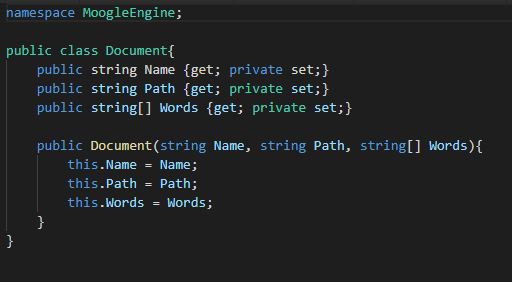 namespace MoogleEngine;
public class Document{
public string Name {get; private set;}
public string Path {get; private set;}
public string[] Words {get; private set;}
public Document(string Name, string Path, string[] Words){
this.Name = Name;
this.Path = Path;
this.Words = Words;
}
}